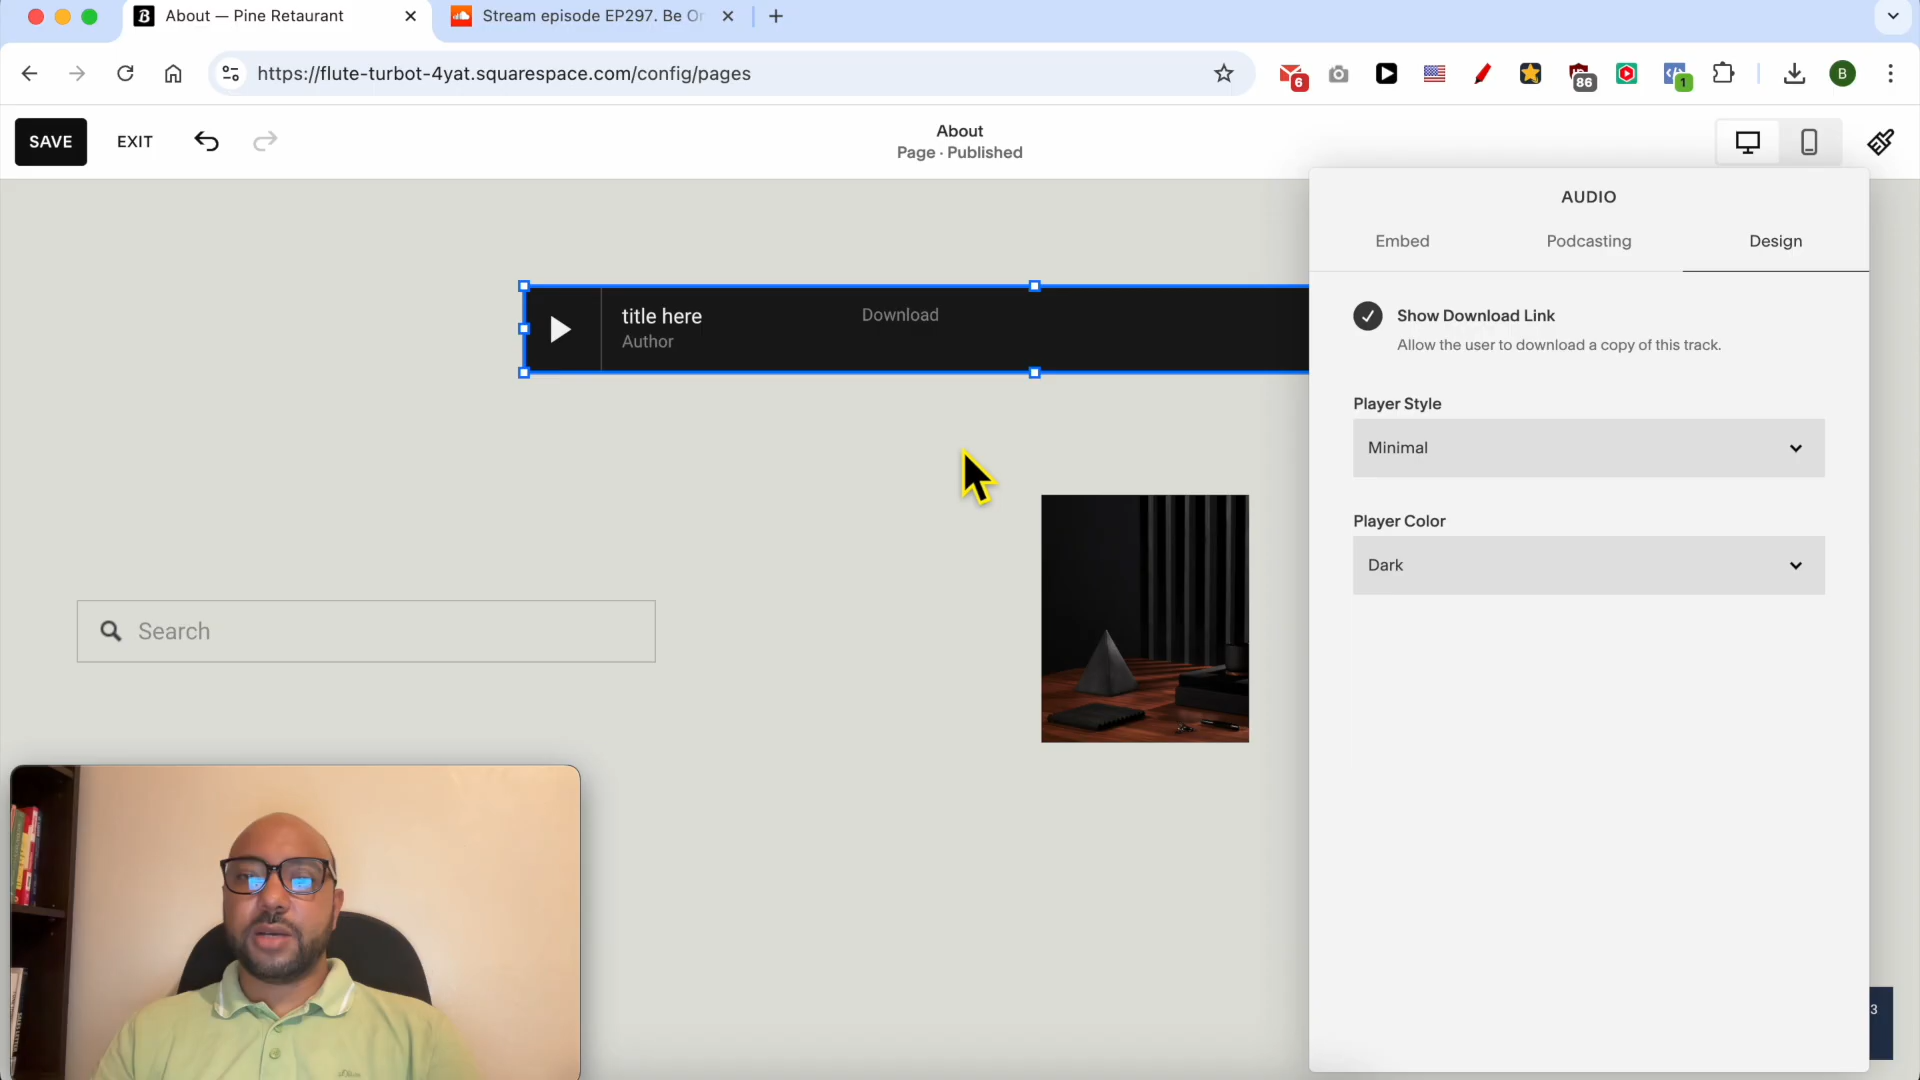 About — Pine Retaurant
Stream episode EP297. Be Or
https://flute-turbot-4yat.squarespace.com/config/pages
6
86
1
B
SAVE
EXIT
About
Page · Published
AUDIO
Embed
Podcasting
Design
title here
Author
Download
Show Download Link
Allow the user to download a copy of this track.
Player Style
Minimal
Player Color
Dark
Search
3